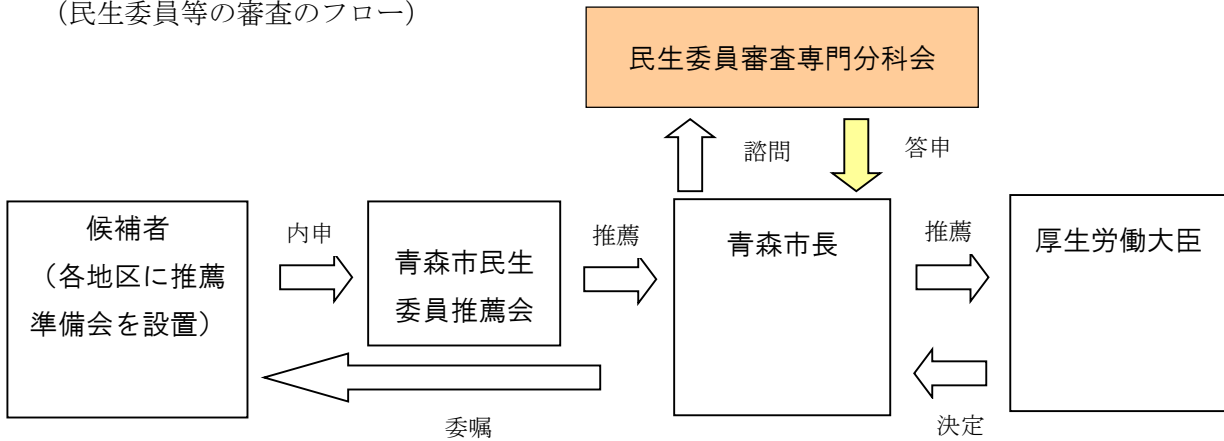 （民生委員等の審査のフロー）
民生委員審査専門分科会
諮問
答申
候補者
（各地区に推薦
準備会を設置）
内申
青森市民生
委員推薦会
推薦
青森市長
推薦
厚生労働大臣
委嘱
決定